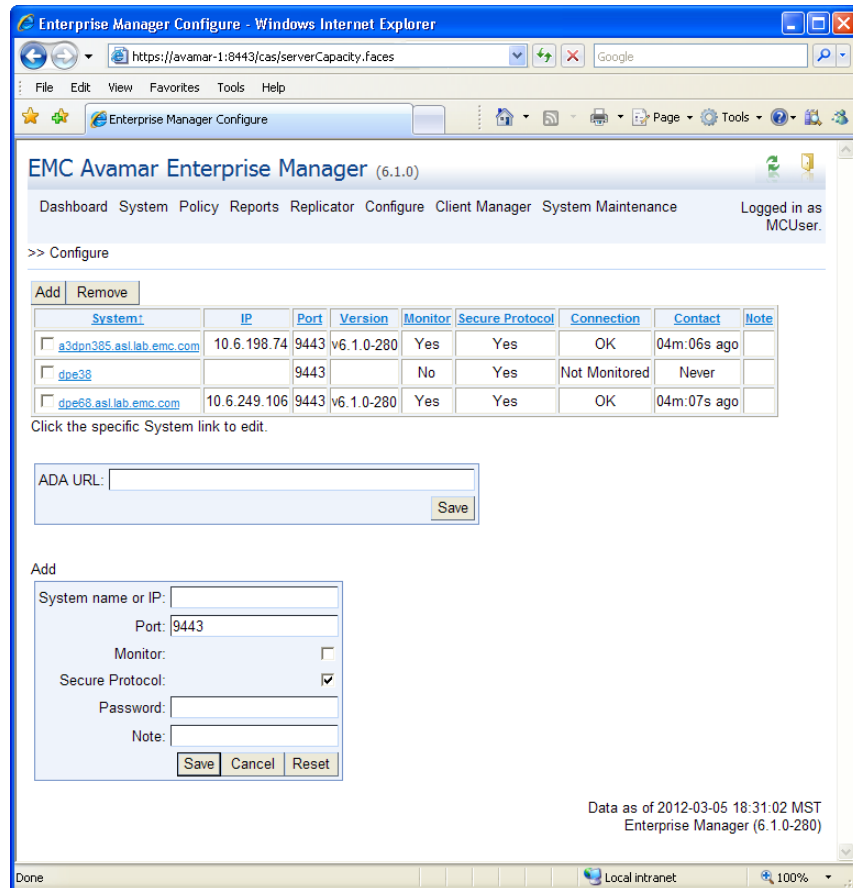 Enterprise Manager Configure - Windows Internet Explorer
https://avamar-1:8443/cas/serverCapacity.faces
Google
File Edit View Favorites Tools Help
Enterprise Manager Configure
Page Tools
EMC Avamar Enterprise Manager (6.1.0)
Dashboard System Policy Reports Replicator Configure Client Manager System Maintenance
Logged in as
MCUser.
>> Configure
Add Remove
System↑ IP Port Version Monitor Secure Protocol Connection Contact Note
a3dpn385.asl.lab.emc.com 10.6.198.74 9443 v6.1.0-280 Yes Yes OK 04m:06s ago
dpe38 9443 No Yes Not Monitored Never
dpe68.asl.lab.emc.com 10.6.249.106 9443 v6.1.0-280 Yes Yes OK 04m:07s ago
Click the specific System link to edit.
ADA URL:
Save
Add
System name or IP:
Port: 9443
Monitor:
Secure Protocol:
Password:
Note:
Save Cancel Reset
Data as of 2012-03-05 18:31:02 MST
Enterprise Manager (6.1.0-280)
Done Local intranet 100%